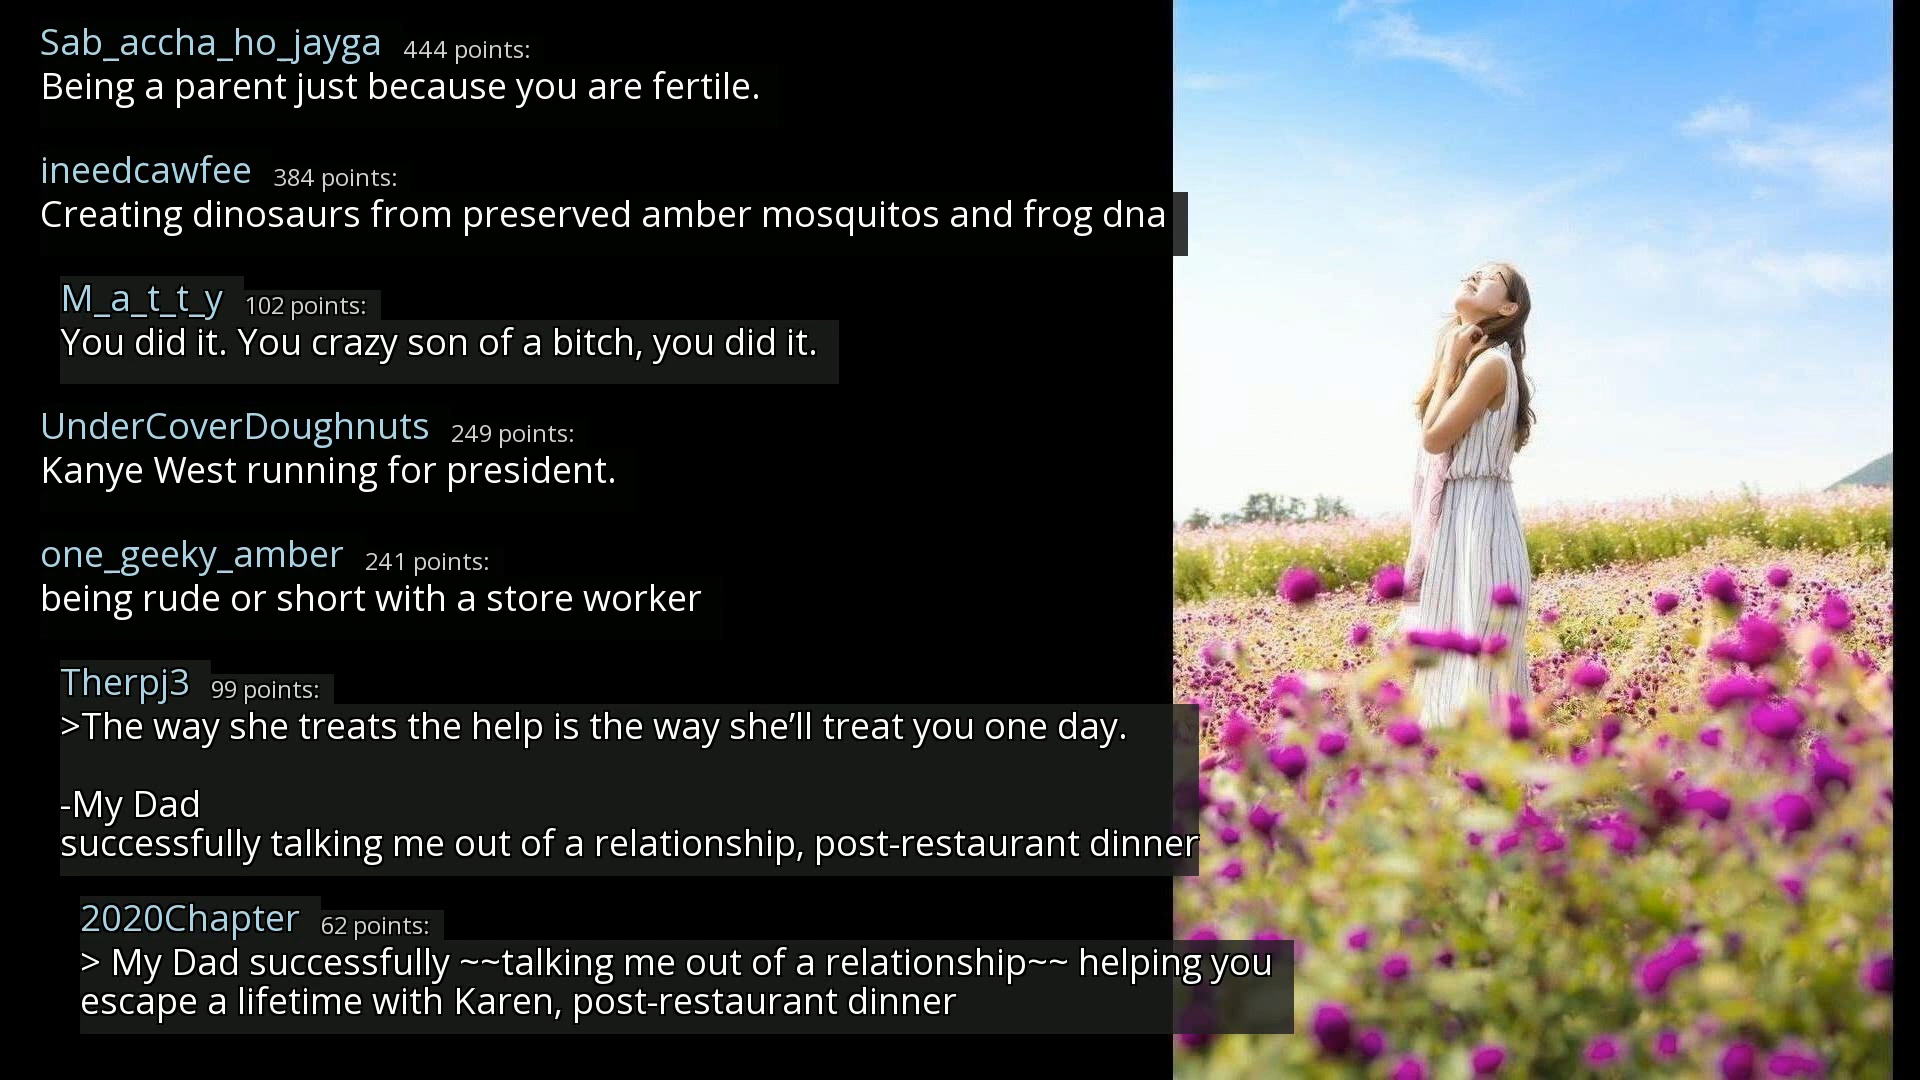 Sab_accha_ho_jayga 444 points:
Being a parent just because you are fertile.
ineedcawfee 384 points:
Creating dinosaurs from preserved amber mosquitos and frog dna
M_a_t_t_y 102 points:
You did it. You crazy son of a bitch, you did it.
UnderCoverDoughnuts 249 points:
Kanye West running for president.
one_geeky_amber 241 points:
being rude or short with a store worker
Therpj3 99 points:
>The way she treats the help is the way she’ll treat you one day.
-My Dad
successfully talking me out of a relationship, post-restaurant dinner
2020Chapter 62 points:
> My Dad successfully ~~talking me out of a relationship~~ helping you
escape a lifetime with Karen, post-restaurant dinner